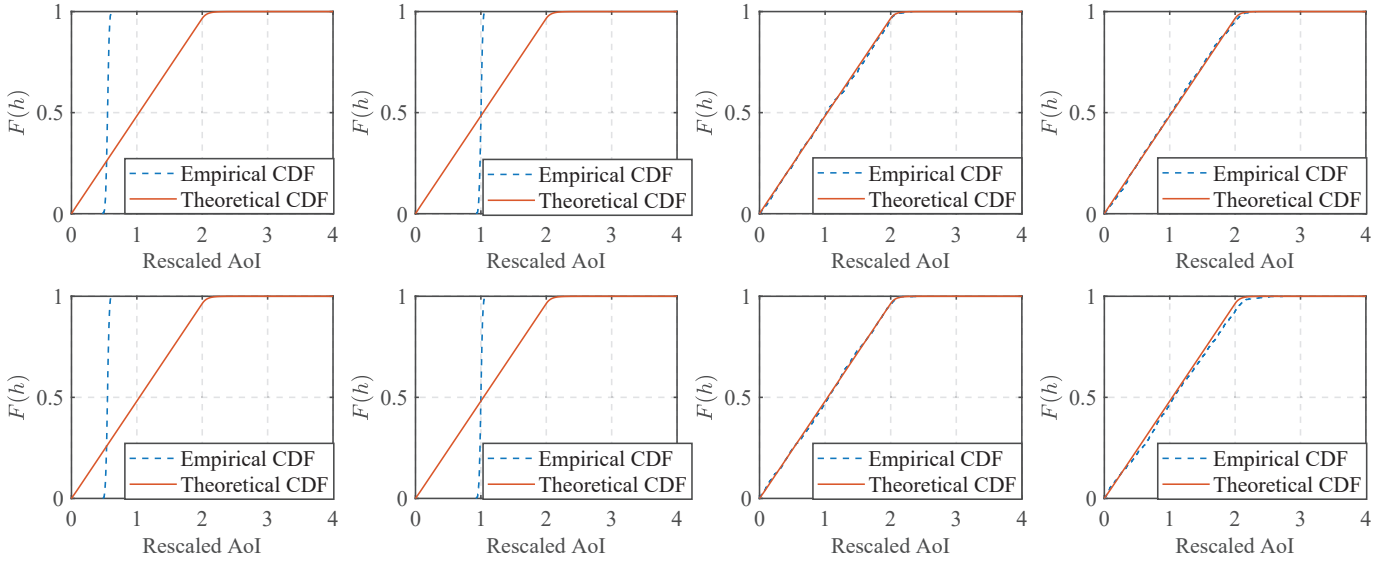 1 1 1 1
F(h) F(h) F(h) F(h)
0.5 0.5 0.5 0.5
Empirical CDF Empirical CDF Empirical CDF Empirical CDF
Theoretical CDF Theoretical CDF Theoretical CDF Theoretical CDF
0 0 0 0
0 1 2 3 4 0 1 2 3 4 0 1 2 3 4 0 1 2 3 4
Rescaled AoI Rescaled AoI Rescaled AoI Rescaled AoI
1 1 1 1
F(h) F(h) F(h) F(h)
0.5 0.5 0.5 0.5
Empirical CDF Empirical CDF Empirical CDF Empirical CDF
Theoretical CDF Theoretical CDF Theoretical CDF Theoretical CDF
0 0 0 0
0 1 2 3 4 0 1 2 3 4 0 1 2 3 4 0 1 2 3 4
Rescaled AoI Rescaled AoI Rescaled AoI Rescaled AoI